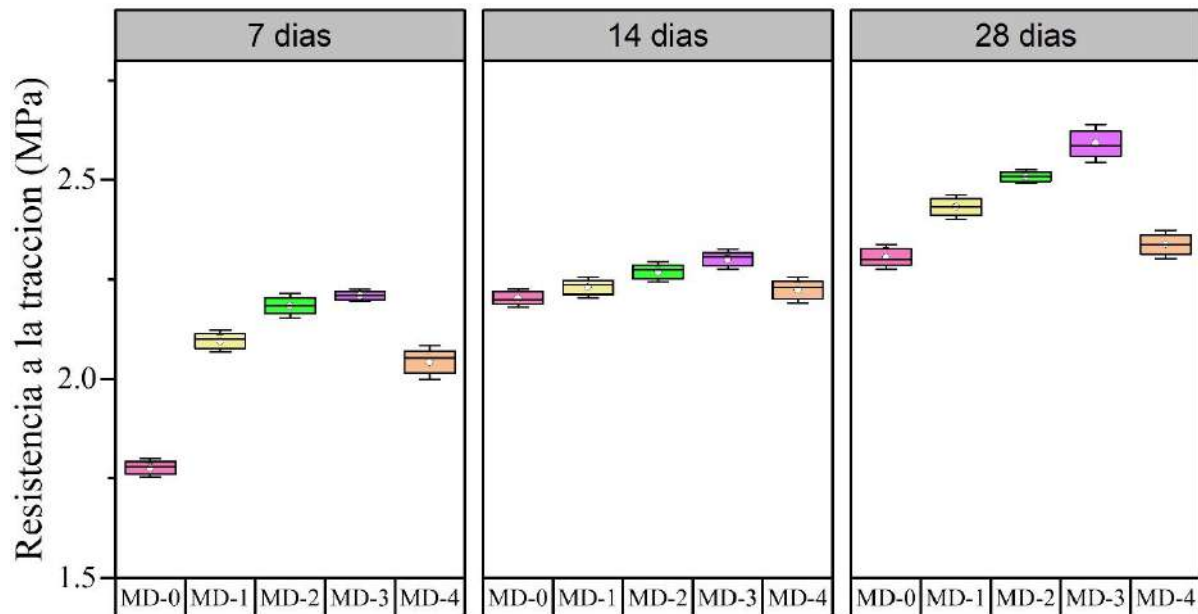 7 dias
14 dias
28 dias
Resistencia a la traccion (MPa)
2.5
2.0
1.5
MD-0 MD-1 MD-2 MD-3 MD-4
MD-0 MD-1 MD-2 MD-3 MD-4
MD-0 MD-1 MD-2 MD-3 MD-4